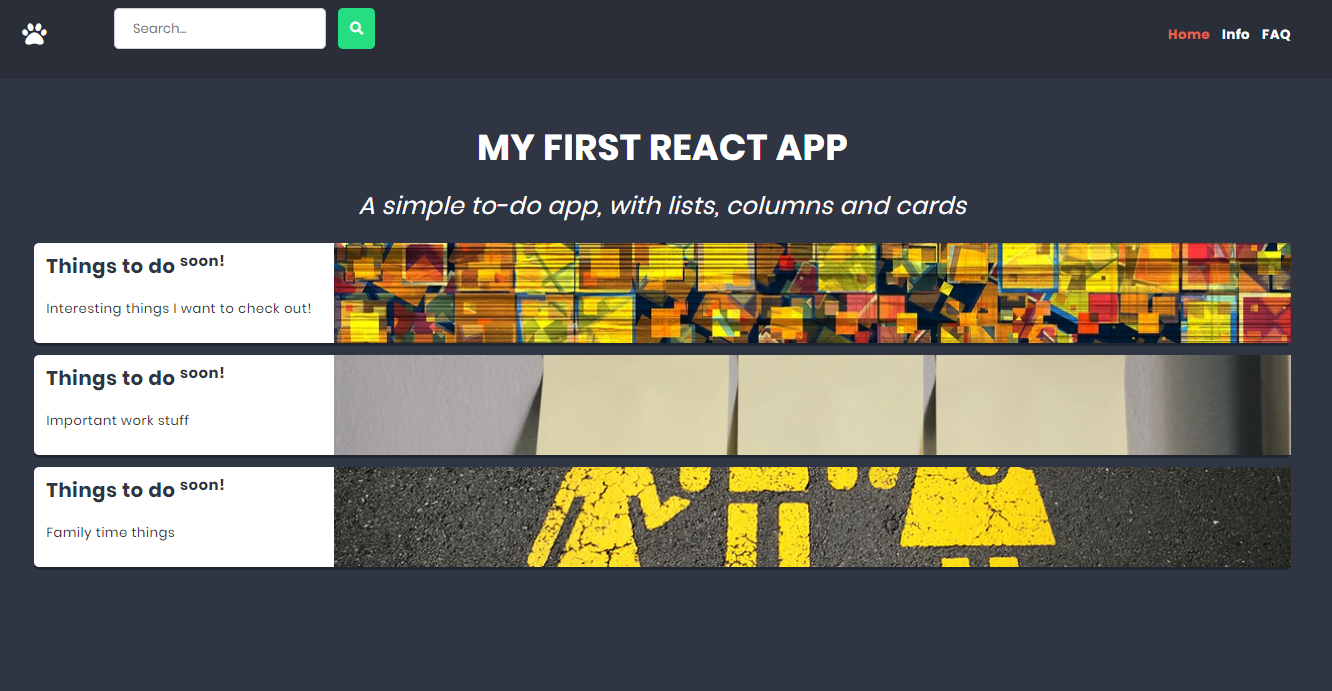 Search...
Home Info FAQ
MY FIRST REACT APP
A simple to-do app, with lists, columns and cards
Things to do soon!
Interesting things I want to check out!
Things to do soon!
Important work stuff
Things to do soon!
Family time things